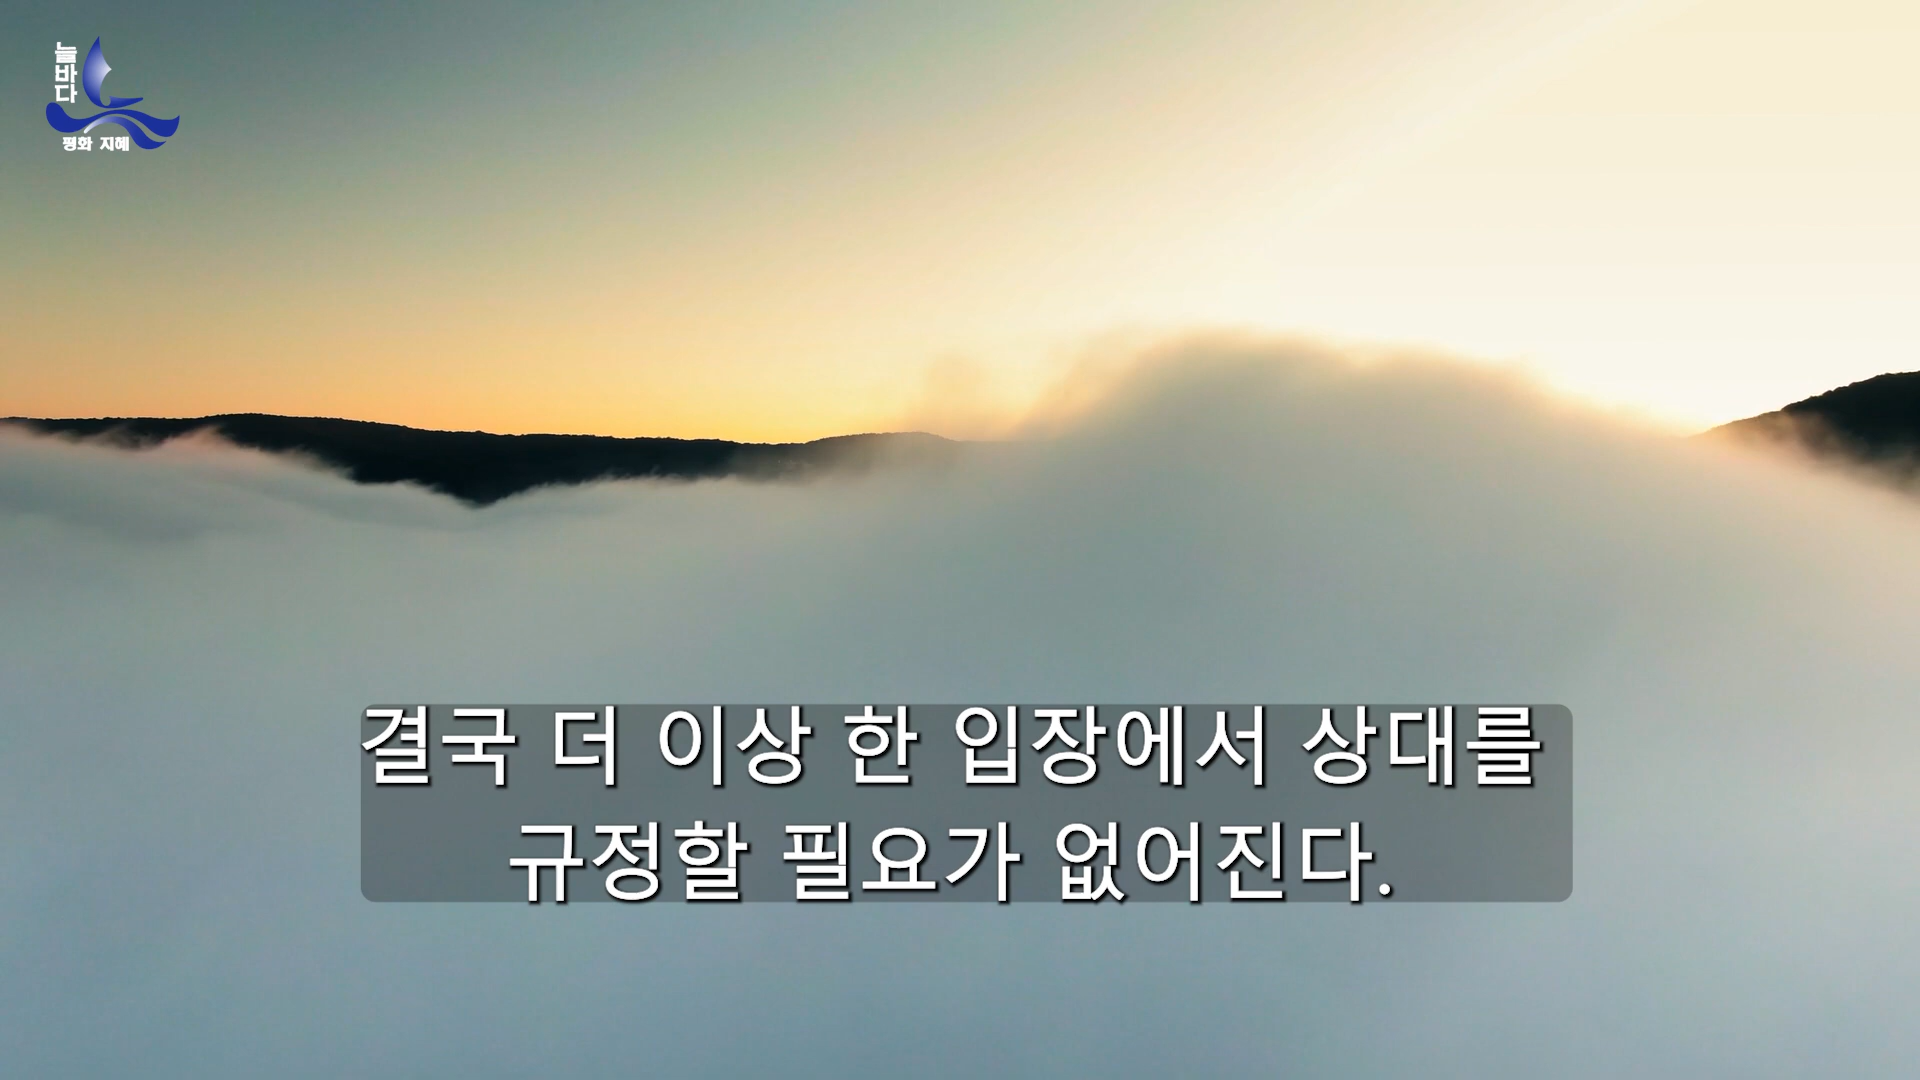 늘바다
평화 지혜
결국 더 이상 한 입장에서 상대를
규정할 필요가 없어진다.